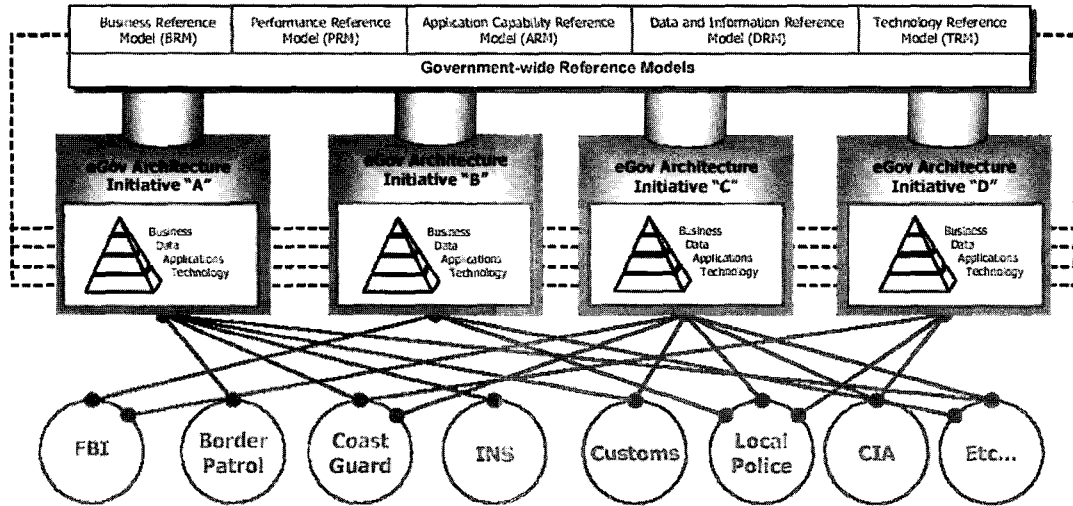 Business Reference
Model (BRM)
Performance Reference
Model (PRM)
Application Capability Reference
Model (ARM)
Data and Information Reference
Model (DRM)
Technology Reference
Model (TRM)
Government-wide Reference Models
eGov Architecture
Initiative "A"
Business
Data
Applications
Technology
eGov Architecture
Initiative "B"
Business
Data
Applications
Technology
eGov Architecture
Initiative "C"
Business
Data
Applications
Technology
eGov Architecture
Initiative "D"
Business
Data
Applications
Technology
FBI
Border
Patrol
Coast
Guard
INS
Customs
Local
Police
CIA
Etc...